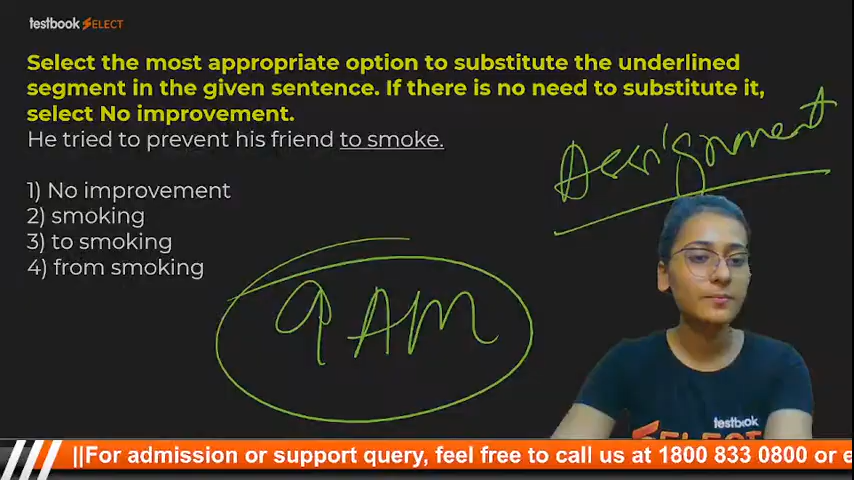 testbook SELECT
Select the most appropriate option to substitute the underlined
segment in the given sentence. If there is no need to substitute it,
select No improvement.
He tried to prevent his friend to smoke.
Assignment
1) No improvement
2) smoking
3) to smoking
4) from smoking
9 AM
testbook
SELECT
||For admission or support query, feel free to call us at 1800 833 0800 or e